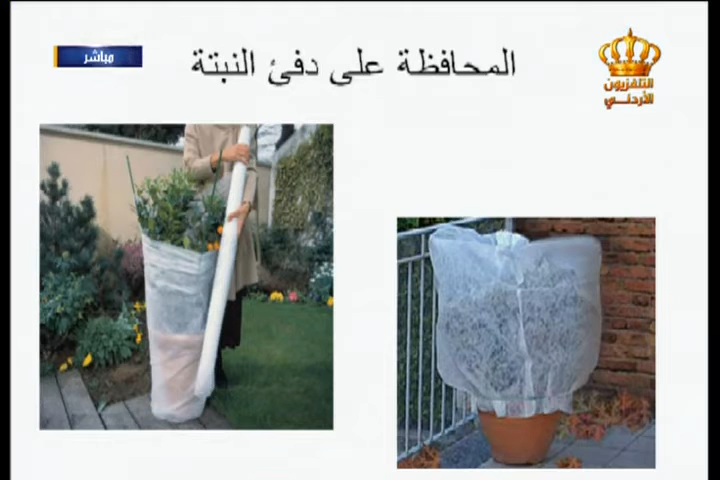 المحافظة على دفئ النبتة
مباشر
التلفزيون
الأردني